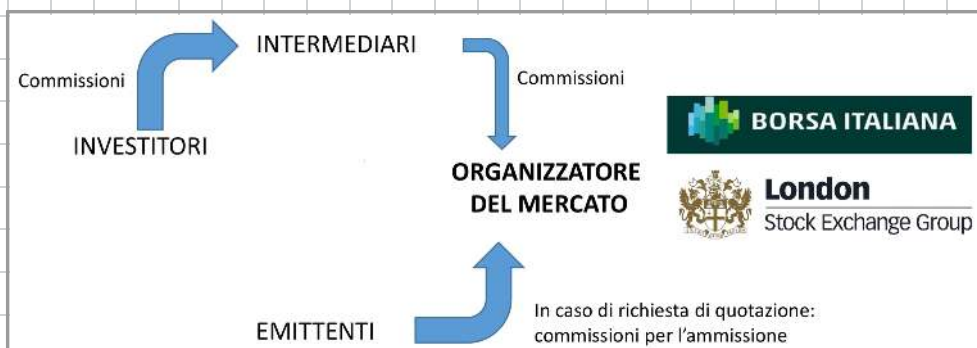 INTERMEDIARI
Commissioni
INVESTITORI
Commissioni
ORGANIZZATORE
DEL MERCATO
BORSA ITALIANA
London
Stock Exchange Group
EMITTENTI
In caso di richiesta di quotazione:
commissioni per l'ammissione